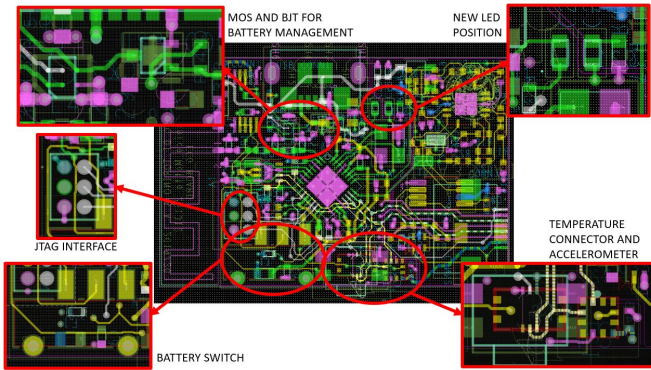 MOS AND BJT FOR
BATTERY MANAGEMENT
NEW LED
POSITION
JTAG INTERFACE
TEMPERATURE
CONNECTOR AND
ACCELEROMETER
BATTERY SWITCH